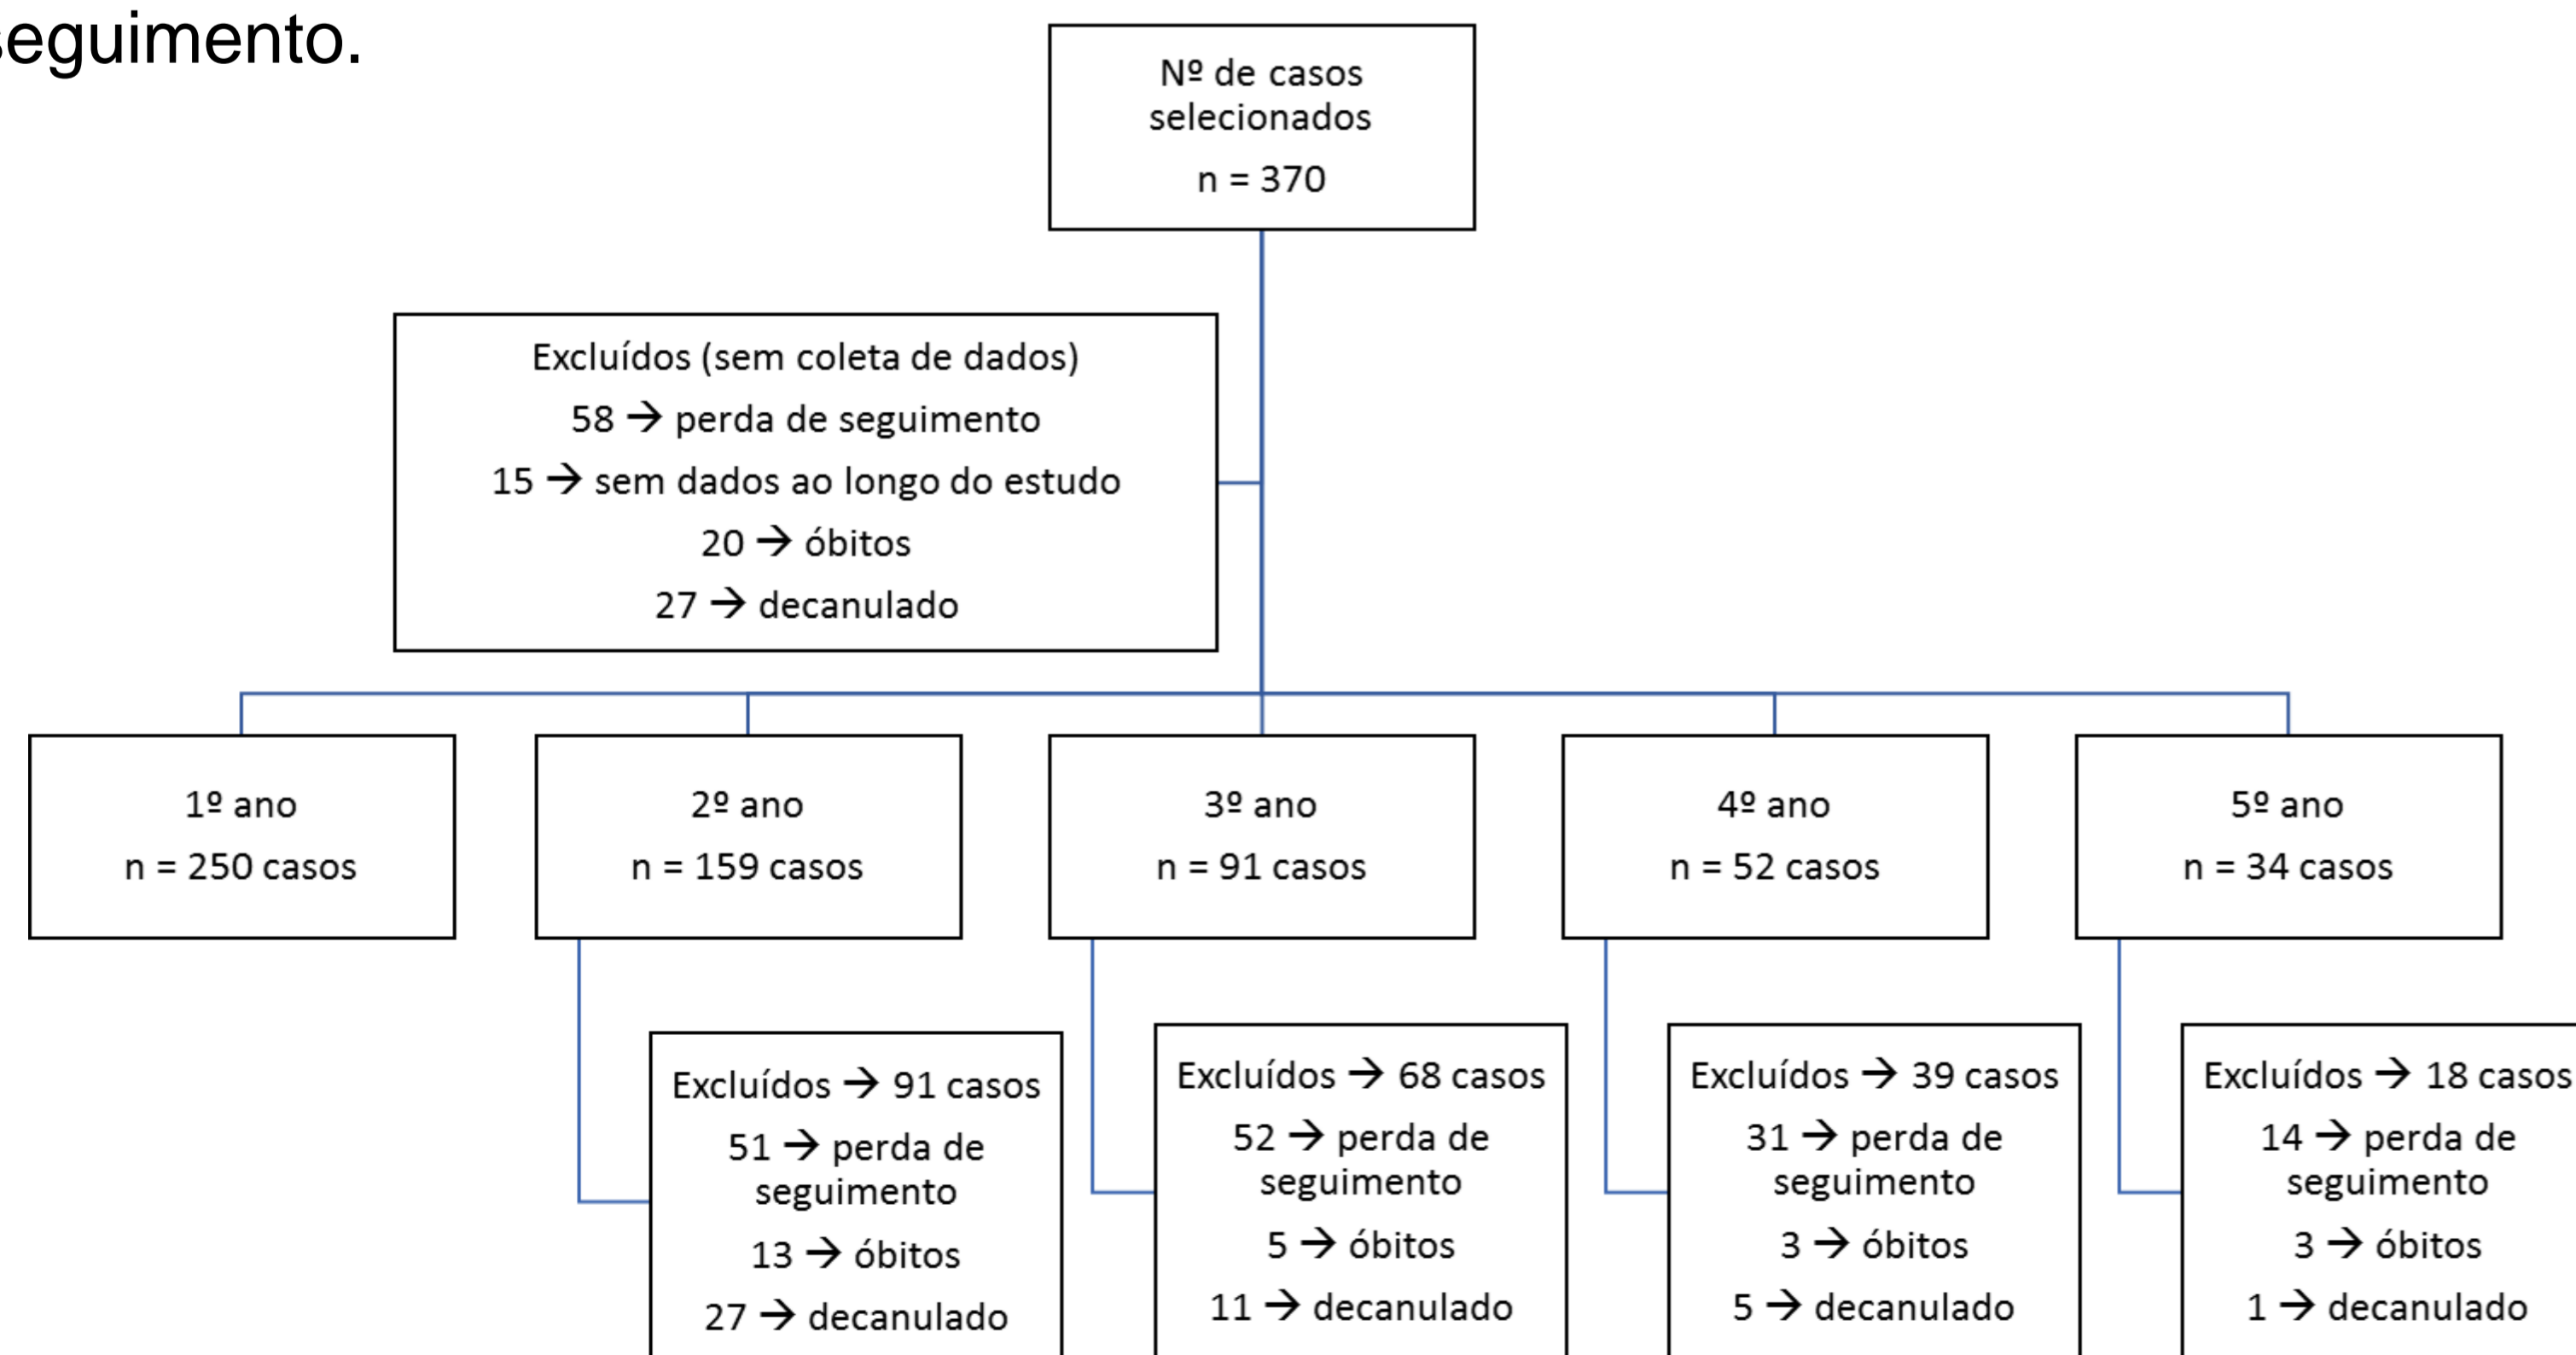 seguimento.
Nº de casos
selecionados
n = 370
Excluídos (sem coleta de dados)
58 → perda de seguimento
15 → sem dados ao longo do estudo
20 → óbitos
27 → decanulado
1º ano
n = 250 casos
2º ano
n = 159 casos
3º ano
n = 91 casos
4º ano
n = 52 casos
5º ano
n = 34 casos
Excluídos → 91 casos
51 → perda de
seguimento
13 → óbitos
27 → decanulado
Excluídos → 68 casos
52 → perda de
seguimento
5 → óbitos
11 → decanulado
Excluídos → 39 casos
31 → perda de
seguimento
3 → óbitos
5 → decanulado
Excluídos → 18 casos
14 → perda de
seguimento
3 → óbitos
1 → decanulado